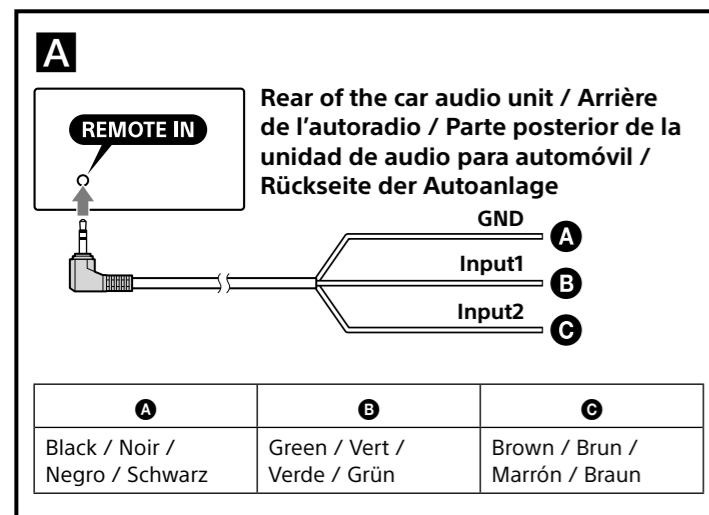 A
REMOTE IN
Rear of the car audio unit / Arrière
de l'autoradio / Parte posterior de la
unidad de audio para automóvil /
Rückseite der Autoanlage
GND
A
Input1
B
Input2
C
A
B
C
Black / Noir /
Negro / Schwarz
Green / Vert /
Verde / Grün
Brown / Brun /
Marrón / Braun